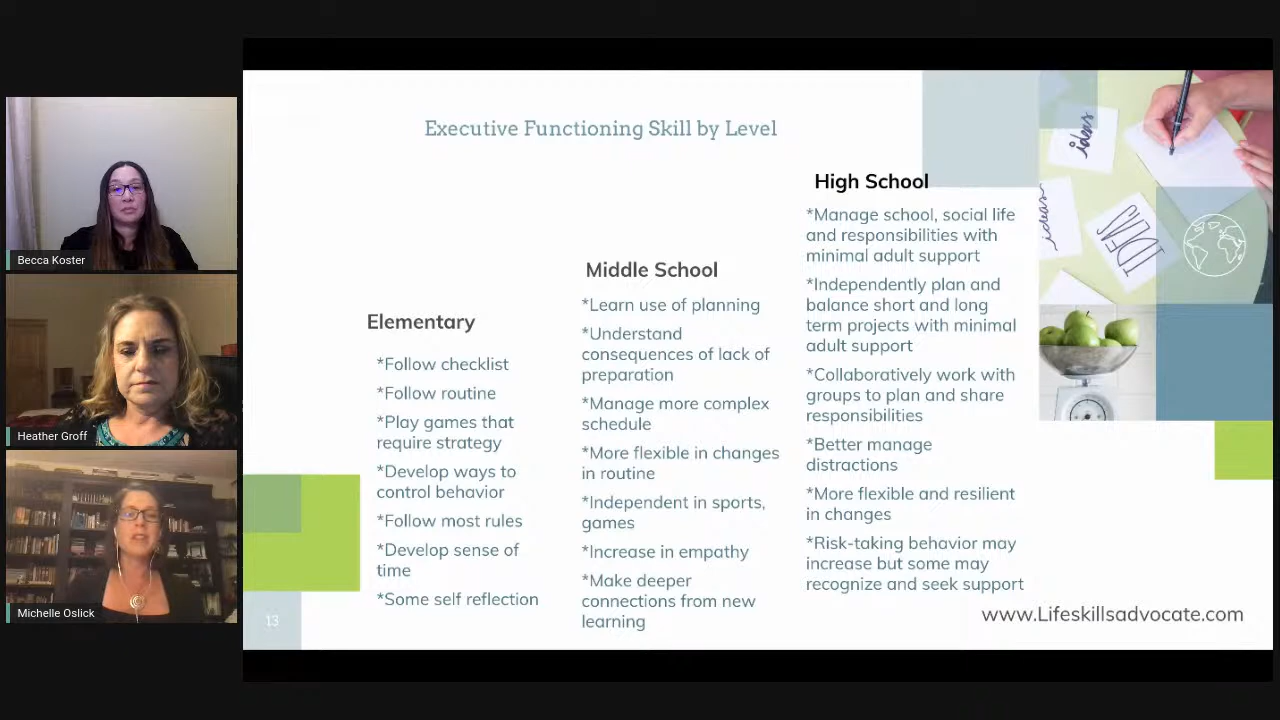 Becca Koster
Heather Groff
Michelle Oslick
Executive Functioning Skill by Level
Elementary
*Follow checklist
*Follow routine
*Play games that
require strategy
*Develop ways to
control behavior
*Follow most rules
*Develop sense of
time
*Some self reflection
Middle School
*Learn use of planning
*Understand
consequences of lack of
preparation
*Manage more complex
schedule
*More flexible in changes
in routine
*Independent in sports,
games
*Increase in empathy
*Make deeper
connections from new
learning
High School
*Manage school, social life
and responsibilities with
minimal adult support
*Independently plan and
balance short and long
term projects with minimal
adult support
*Collaboratively work with
groups to plan and share
responsibilities
*Better manage
distractions
*More flexible and resilient
in changes
*Risk-taking behavior may
increase but some may
recognize and seek support
ideas
ideas
IDEAS
13
www.Lifeskillsadvocate.com